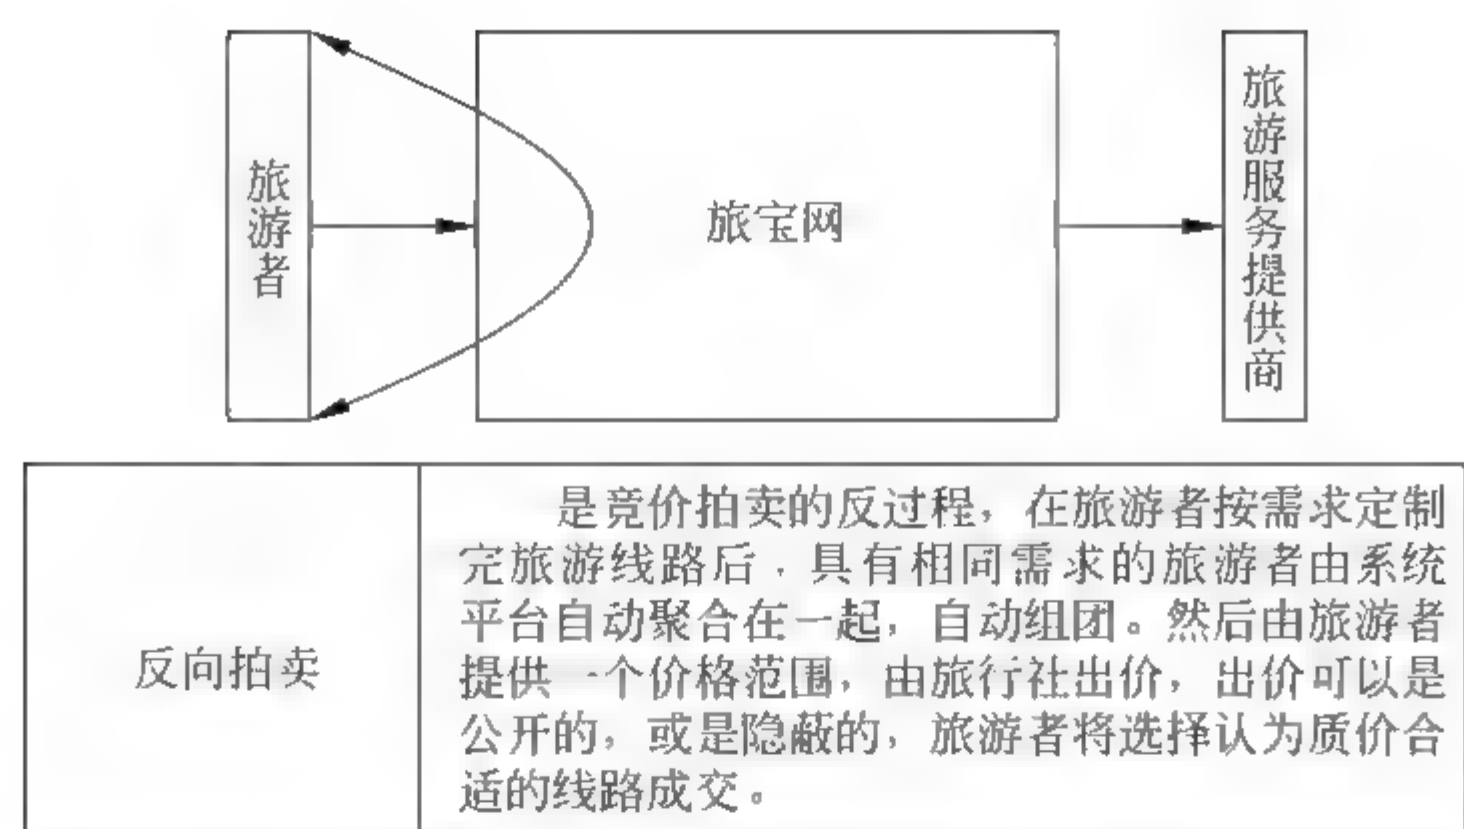 旅游者
旅宝网
旅游服务提供商
反向拍卖
是竞价拍卖的反过程，在旅游者按需求定制
完旅游线路后，具有相同需求的旅游者由系统
平台自动聚合在一起，自动组团。然后由旅游者
提供一个价格范围，由旅行社出价，出价可以是
公开的，或是隐蔽的，旅游者将选择认为质价合
适的线路成交。